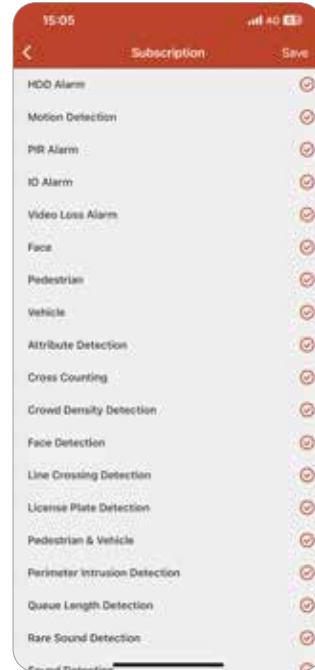 15:05
4G
Subscription
Save
HDD Alarm
Motion Detection
PIR Alarm
IO Alarm
Video Loss Alarm
Face
Pedestrian
Vehicle
Attribute Detection
Cross Counting
Crowd Density Detection
Face Detection
Line Crossing Detection
License Plate Detection
Pedestrian & Vehicle
Perimeter Intrusion Detection
Queue Length Detection
Rare Sound Detection
Sound Detection